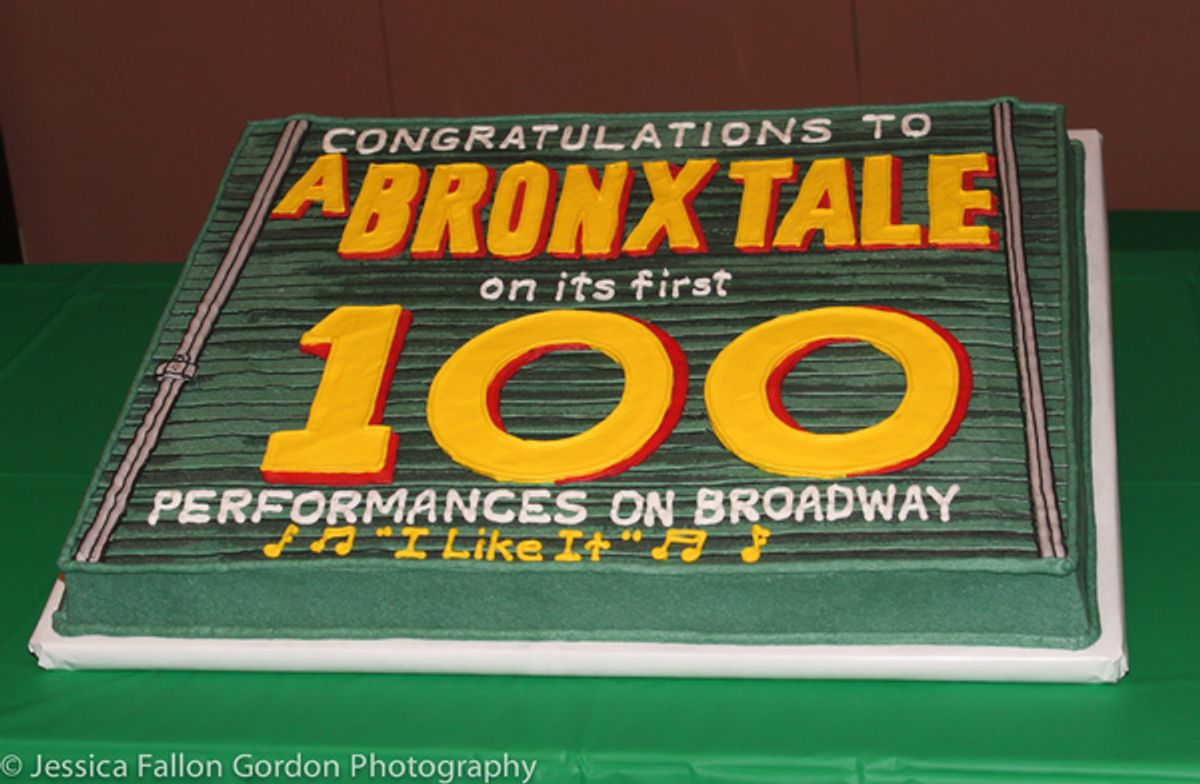 CONGRATULATIONS TO
A BRONX TALE
on its first
100
PERFORMANCES ON BROADWAY
"I Like It"
© Jessica Fallon Gordon Photography